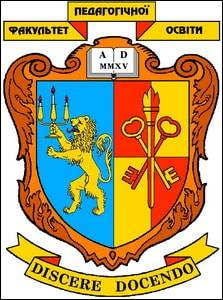 ПЕДАГОГІЧНОЇ
ФАКУЛЬТЕТ ОСВІТИ
A D
MMXV
DISCERE DOCENDO